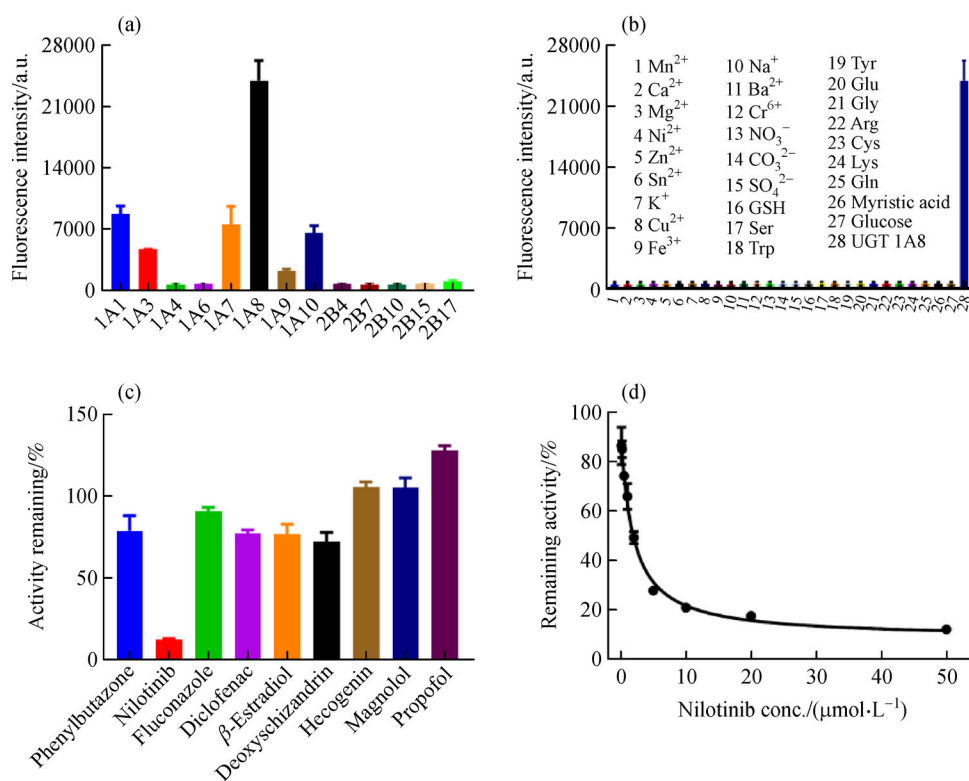 (a)
Fluorescence intensity/a.u.
28000
21000
14000
7000
0
1A1
1A3
1A4
1A6
1A7
1A8
1A9
1A10
2B4
2B7
2B10
2B15
2B17
(b)
Fluorescence intensity/a.u.
28000
21000
14000
7000
0
1 Mn²⁺
2 Ca²⁺
3 Mg²⁺
4 Ni²⁺
5 Zn²⁺
6 Sn²⁺
7 K⁺
8 Cu²⁺
9 Fe³⁺
10 Na⁺
11 Ba²⁺
12 Cr⁶⁺
13 NO₃⁻
14 CO₃²⁻
15 SO₄²⁻
16 GSH
17 Ser
18 Trp
19 Tyr
20 Glu
21 Gly
22 Arg
23 Cys
24 Lys
25 Gln
26 Myristic acid
27 Glucose
28 UGT 1A8
1
2
3
4
5
6
7
8
9
10
11
12
13
14
15
16
17
18
19
20
21
22
23
24
25
26
27
28
(c)
Activity remaining/%
150
100
50
0
Phenylbutazone
Nilotinib
Fluconazole
Diclofenac
β-Estradiol
Deoxyschizandrin
Hccogenin
Magnolol
Propofol
(d)
Remaining activity/%
100
80
60
40
20
0
0 10 20 30 40 50
Nilotinib conc./(μmol·L⁻¹)